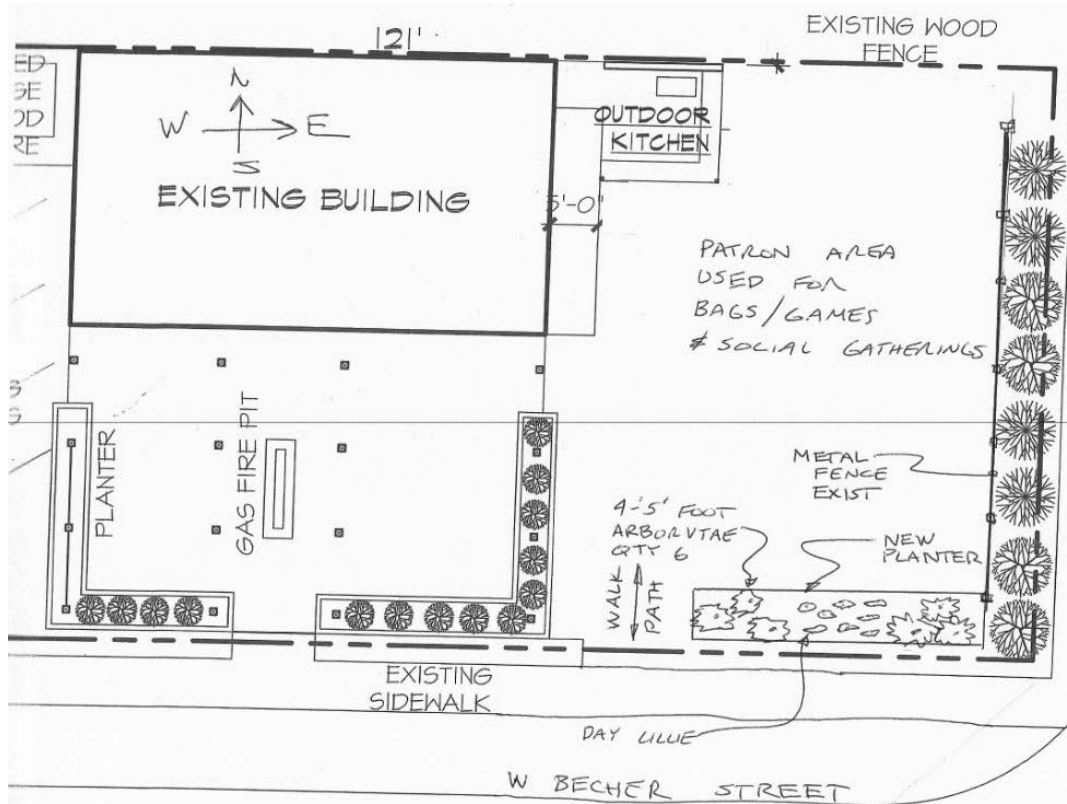 121'
EXISTING WOOD
FENCE
N
W E
S
EXISTING BUILDING
OUTDOOR
KITCHEN
5'-0"
PATRON AREA
USED FOR
BAGS/GAMES
& SOCIAL GATHERINGS
PLANTER
GAS FIRE PIT
METAL
FENCE
EXIST
4-5' FOOT
ARBORVTAE
QTY 6
NEW
PLANTER
WALK
PATH
EXISTING
SIDEWALK
DAY LILLIE
W BECHER STREET